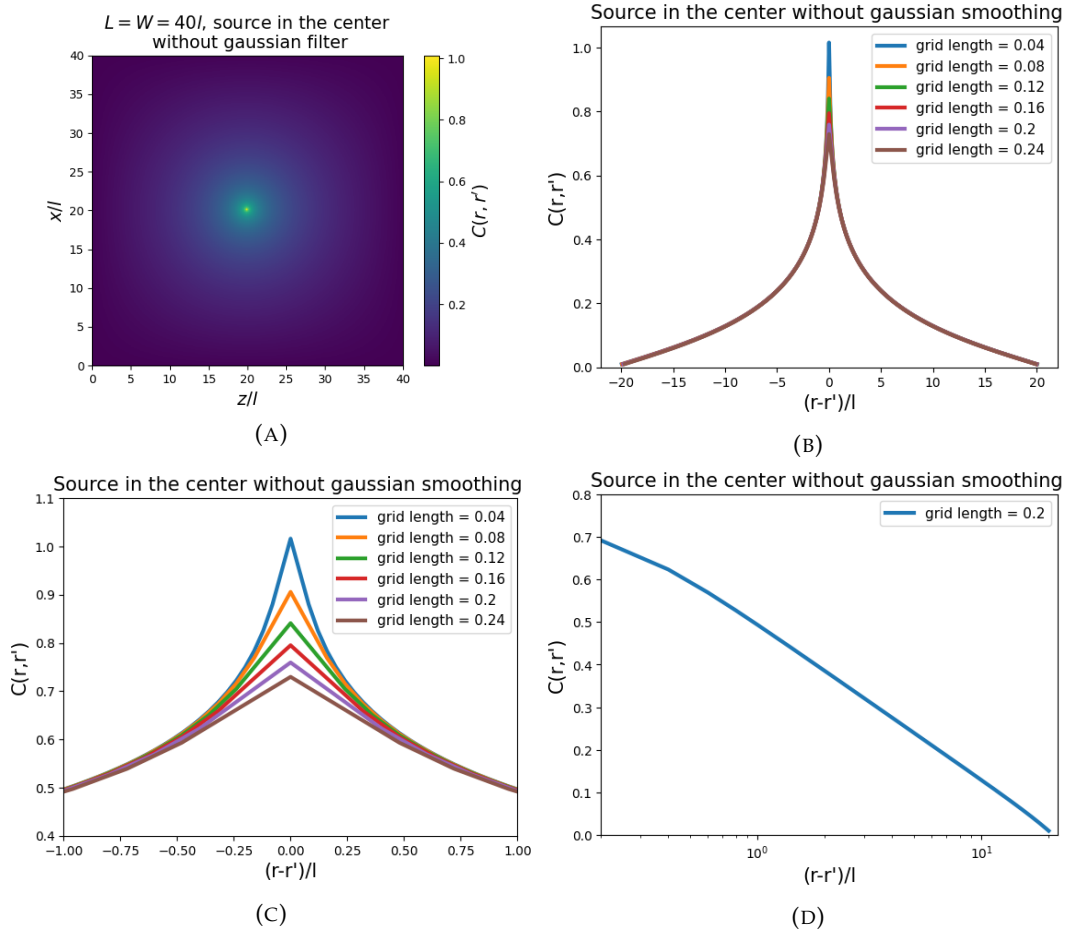 L = W = 40l, source in the center
without gaussian filter
40
35
30
25
20
15
10
5
0
x/l
0 5 10 15 20 25 30 35 40
z/l
1.0
0.8
0.6
0.4
0.2
C(r, r')
(A)
Source in the center without gaussian smoothing
1.0
0.8
0.6
0.4
0.2
0.0
C(r,r')
grid length = 0.04
grid length = 0.08
grid length = 0.12
grid length = 0.16
grid length = 0.2
grid length = 0.24
−20 −15 −10 −5 0 5 10 15 20
(r-r')/l
(B)
Source in the center without gaussian smoothing
1.1
1.0
0.9
0.8
0.7
0.6
0.5
0.4
C(r,r')
grid length = 0.04
grid length = 0.08
grid length = 0.12
grid length = 0.16
grid length = 0.2
grid length = 0.24
−1.00 −0.75 −0.50 −0.25 0.00 0.25 0.50 0.75 1.00
(r-r')/l
(C)
Source in the center without gaussian smoothing
0.8
0.7
0.6
0.5
0.4
0.3
0.2
0.1
0.0
C(r,r')
grid length = 0.2
10⁰ 10¹
(r-r')/l
(D)